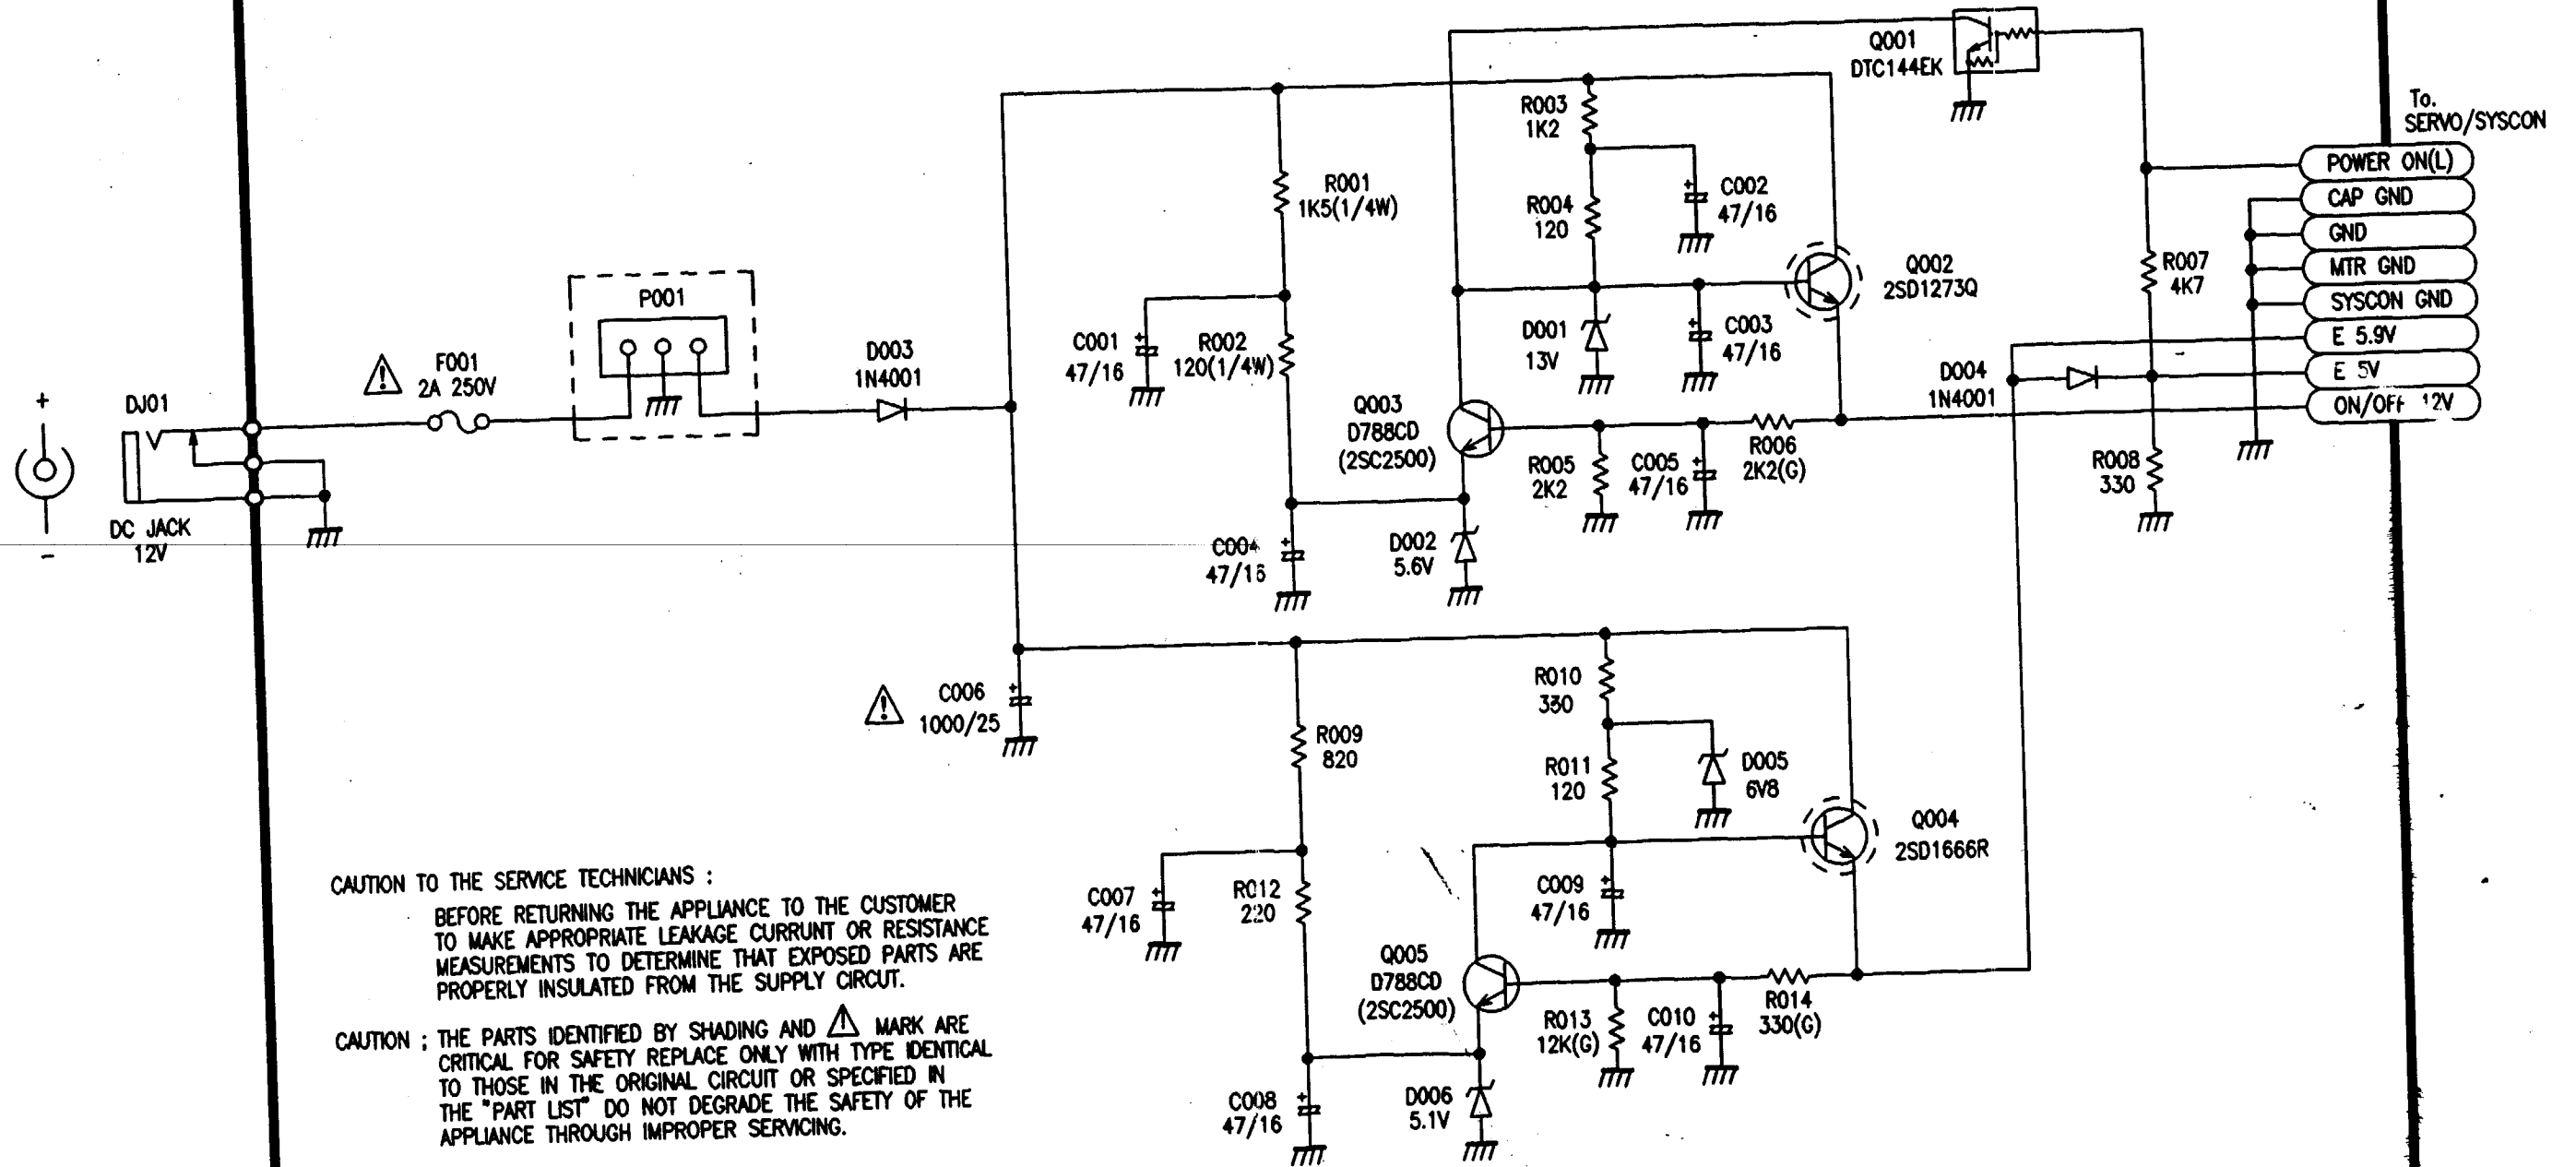 Q001
DTC144EK
To.
SERVO/SYSCON
R003
1K2
POWER ON(L)
CAP GND
GND
MTR GND
SYSCON GND
E 5.9V
E 5V
ON/OFF 12V
R001
1K5(1/4W)
R004
120
C002
47/16
Q002
2SD1273Q
R007
4K7
P001
C001
47/16
R002
120(1/4W)
D001
13V
C003
47/16
D003
1N4001
F001
2A 250V
D004
1N4001
+
DJ01
DC JACK
12V
−
Q003
D788CD
(2SC2500)
R005
2K2
C005
47/16
R006
2K2(G)
R008
330
C004
47/16
D002
5.6V
C006
1000/25
R010
330
R009
820
R011
120
D005
6V8
Q004
2SD1666R
C007
47/16
R012
220
C009
47/16
Q005
D788CD
(2SC2500)
R013
12K(G)
C010
47/16
R014
330(G)
C008
47/16
D006
5.1V
CAUTION TO THE SERVICE TECHNICIANS :
BEFORE RETURNING THE APPLIANCE TO THE CUSTOMER
TO MAKE APPROPRIATE LEAKAGE CURRUNT OR RESISTANCE
MEASUREMENTS TO DETERMINE THAT EXPOSED PARTS ARE
PROPERLY INSULATED FROM THE SUPPLY CIRCUT.
CAUTION ; THE PARTS IDENTIFIED BY SHADING AND ⚠ MARK ARE
CRITICAL FOR SAFETY REPLACE ONLY WITH TYPE IDENTICAL
TO THOSE IN THE ORIGINAL CIRCUIT OR SPECIFIED IN
THE "PART LIST" DO NOT DEGRADE THE SAFETY OF THE
APPLIANCE THROUGH IMPROPER SERVICING.